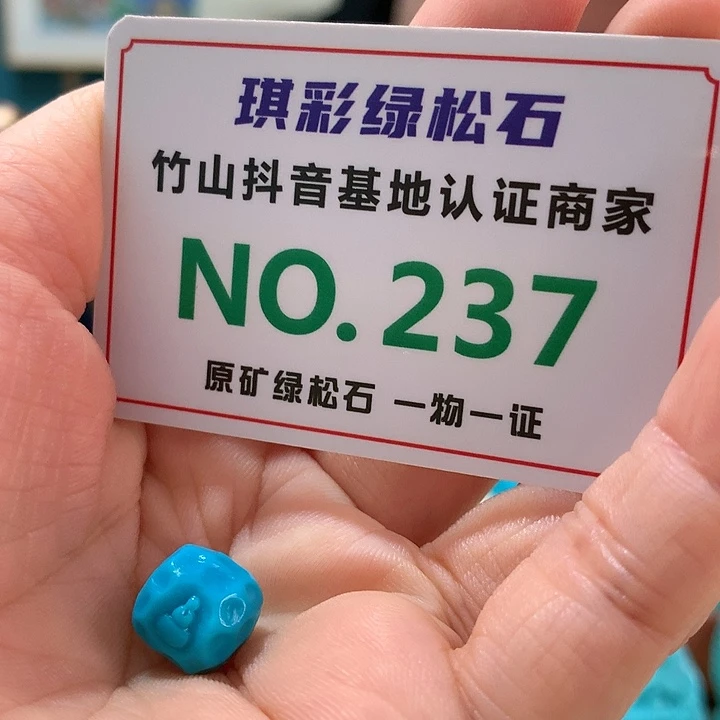 琪彩绿松石
竹山抖音基地认证商家
NO.237
原矿绿松石 一物一证